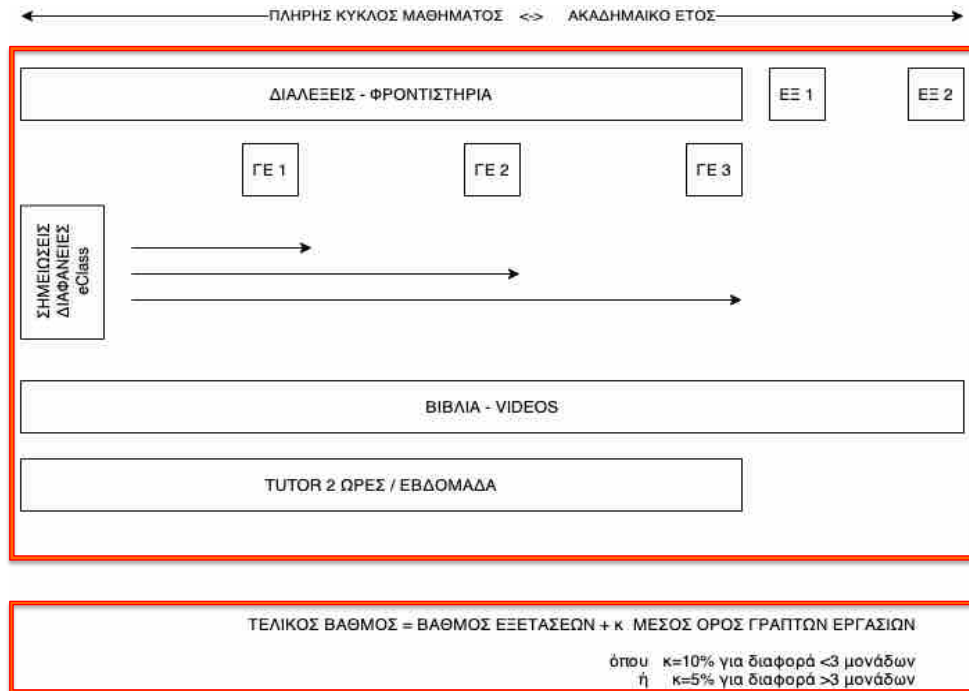 ΠΛΗΡΗΣ ΚΥΚΛΟΣ ΜΑΘΗΜΑΤΟΣ <-> ΑΚΑΔΗΜΑΙΚΟ ΕΤΟΣ
ΔΙΑΛΕΞΕΙΣ - ΦΡΟΝΤΙΣΤΗΡΙΑ
ΕΞ 1
ΕΞ 2
ΓΕ 1
ΓΕ 2
ΓΕ 3
ΣΗΜΕΙΩΣΕΙΣ
ΔΙΑΦΑΝΕΙΕΣ
eClass
ΒΙΒΛΙΑ - VIDEOS
TUTOR 2 ΩΡΕΣ / ΕΒΔΟΜΑΔΑ
ΤΕΛΙΚΟΣ ΒΑΘΜΟΣ = ΒΑΘΜΟΣ ΕΞΕΤΑΣΕΩΝ + κ ΜΕΣΟΣ ΟΡΟΣ ΓΡΑΠΤΩΝ ΕΡΓΑΣΙΩΝ
όπου κ=10% για διαφορά <3 μονάδων
ή κ=5% για διαφορά >3 μονάδων